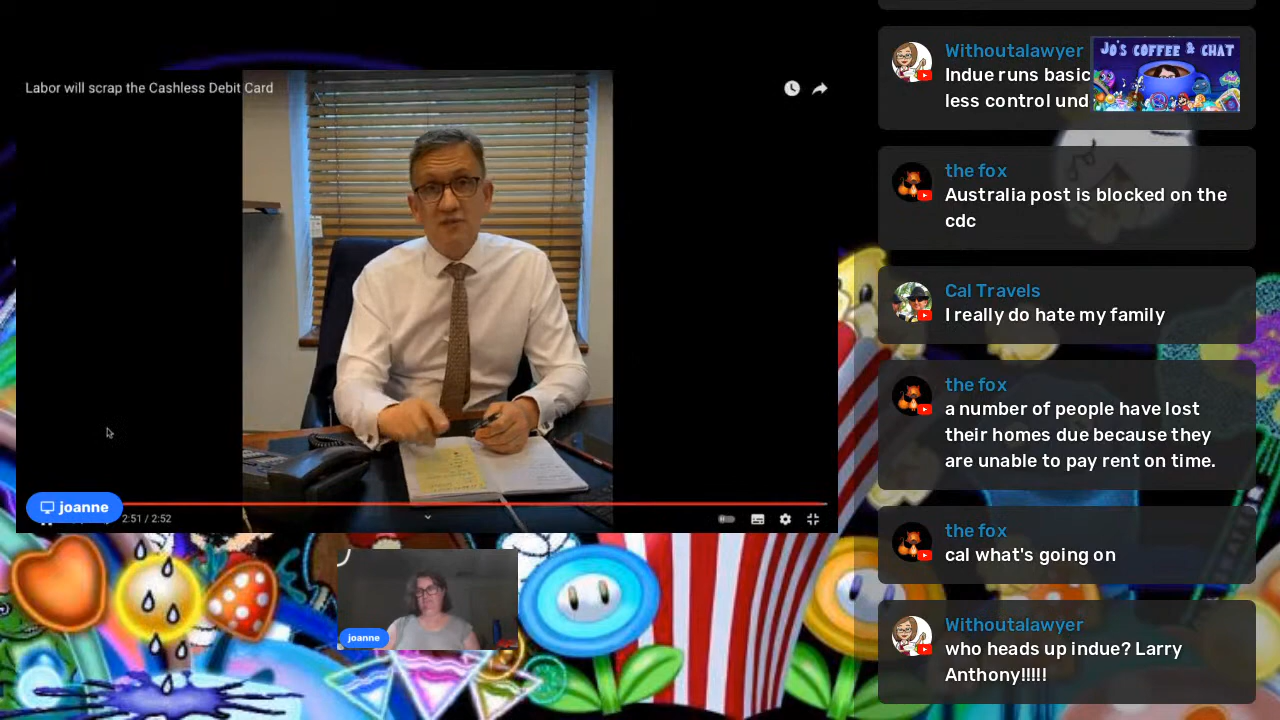 Labor will scrap the Cashless Debit Card
joanne
2:51 / 2:52
joanne
Withoutalawyer
Indue runs basic
less control und
JO'S COFFEE & CHAT
the fox
Australia post is blocked on the
cdc
Cal Travels
I really do hate my family
the fox
a number of people have lost
their homes due because they
are unable to pay rent on time.
the fox
cal what's going on
Withoutalawyer
who heads up indue? Larry
Anthony!!!!!